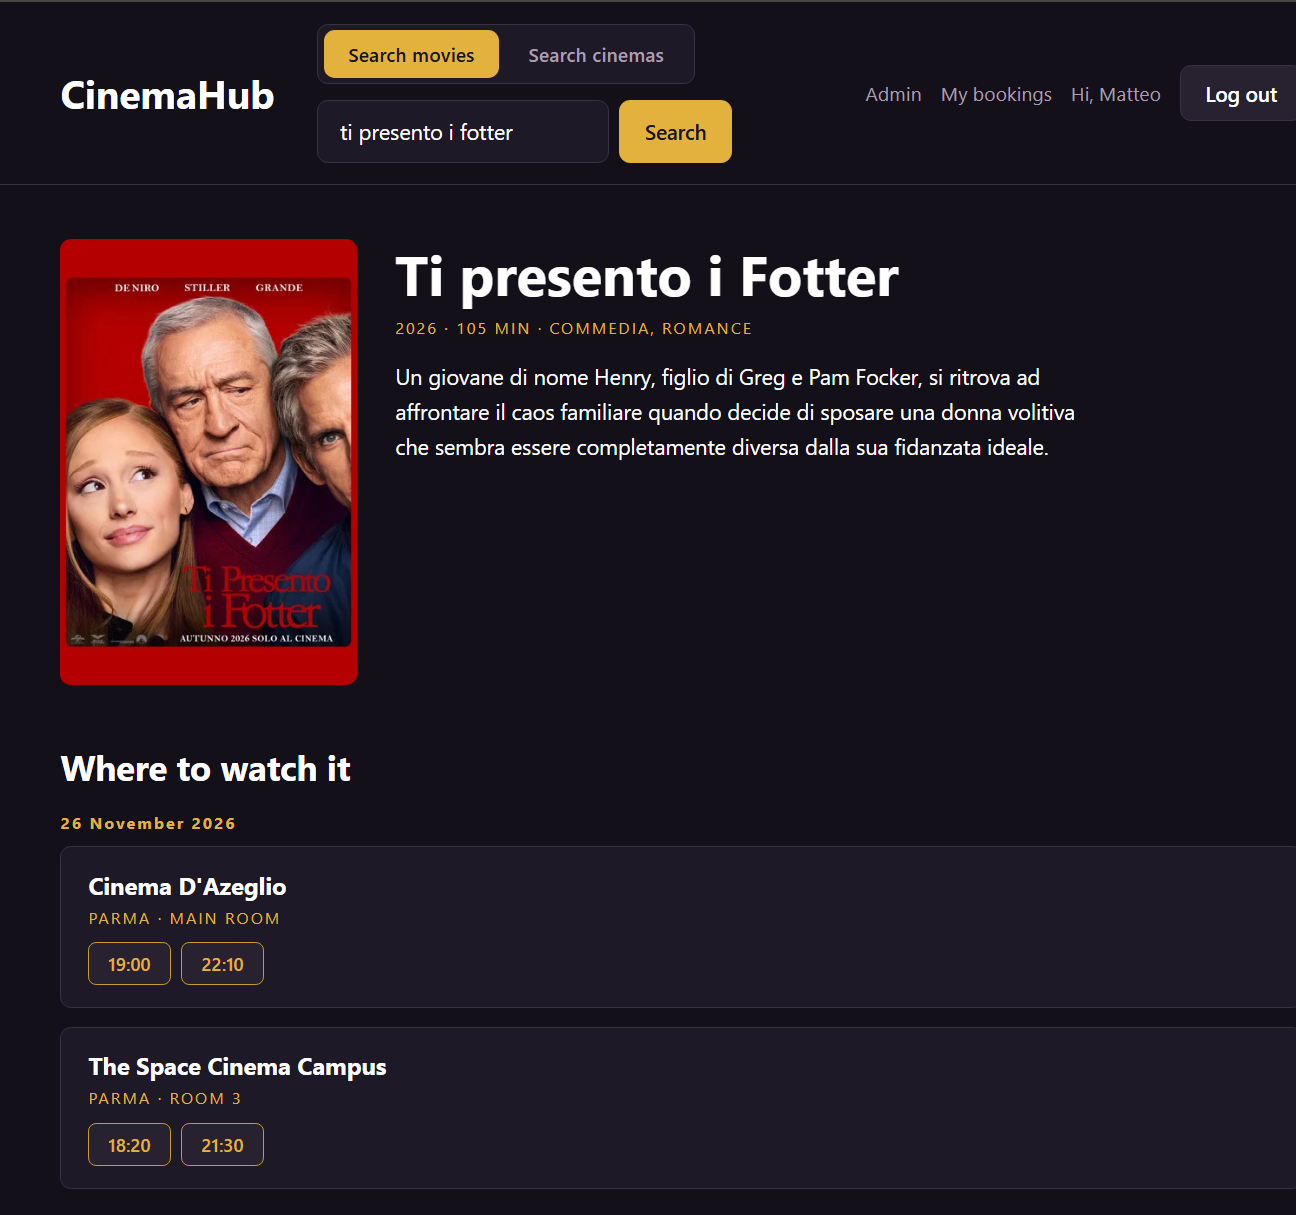 Search movies Search cinemas
CinemaHub
Admin My bookings Hi, Matteo Log out
ti presento i fotter Search
DE NIRO STILLER GRANDE
Ti Presento
i Fotter
AUTUNNO 2026 SOLO AL CINEMA
Ti presento i Fotter
2026 · 105 MIN · COMMEDIA, ROMANCE
Un giovane di nome Henry, figlio di Greg e Pam Focker, si ritrova ad
affrontare il caos familiare quando decide di sposare una donna volitiva
che sembra essere completamente diversa dalla sua fidanzata ideale.
Where to watch it
26 November 2026
Cinema D'Azeglio
PARMA · MAIN ROOM
19:00 22:10
The Space Cinema Campus
PARMA · ROOM 3
18:20 21:30